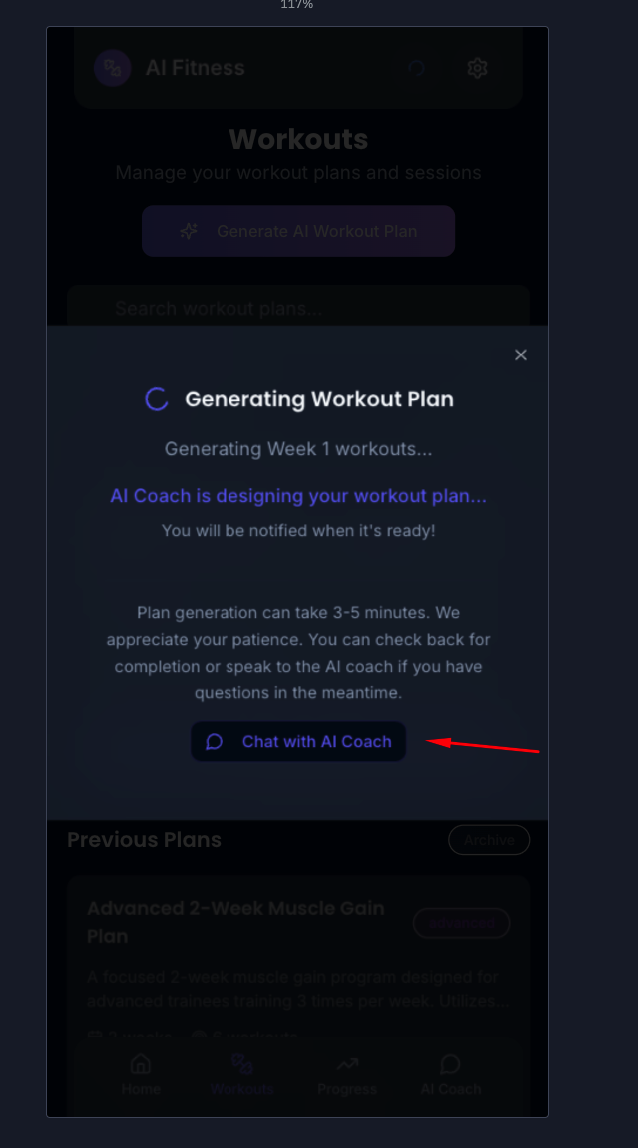 117%
AI Fitness
Workouts
Manage your workout plans and sessions
Generate AI Workout Plan
Search workout plans...
Generating Workout Plan
Generating Week 1 workouts...
AI Coach is designing your workout plan...
You will be notified when it's ready!
Plan generation can take 3-5 minutes. We
appreciate your patience. You can check back for
completion or speak to the AI coach if you have
questions in the meantime.
Chat with AI Coach
Previous Plans
Archive
Advanced 2-Week Muscle Gain
Plan
advanced
A focused 2-week muscle gain program designed for
advanced trainees training 3 times per week. Utilizes...
Home
Workouts
Progress
AI Coach